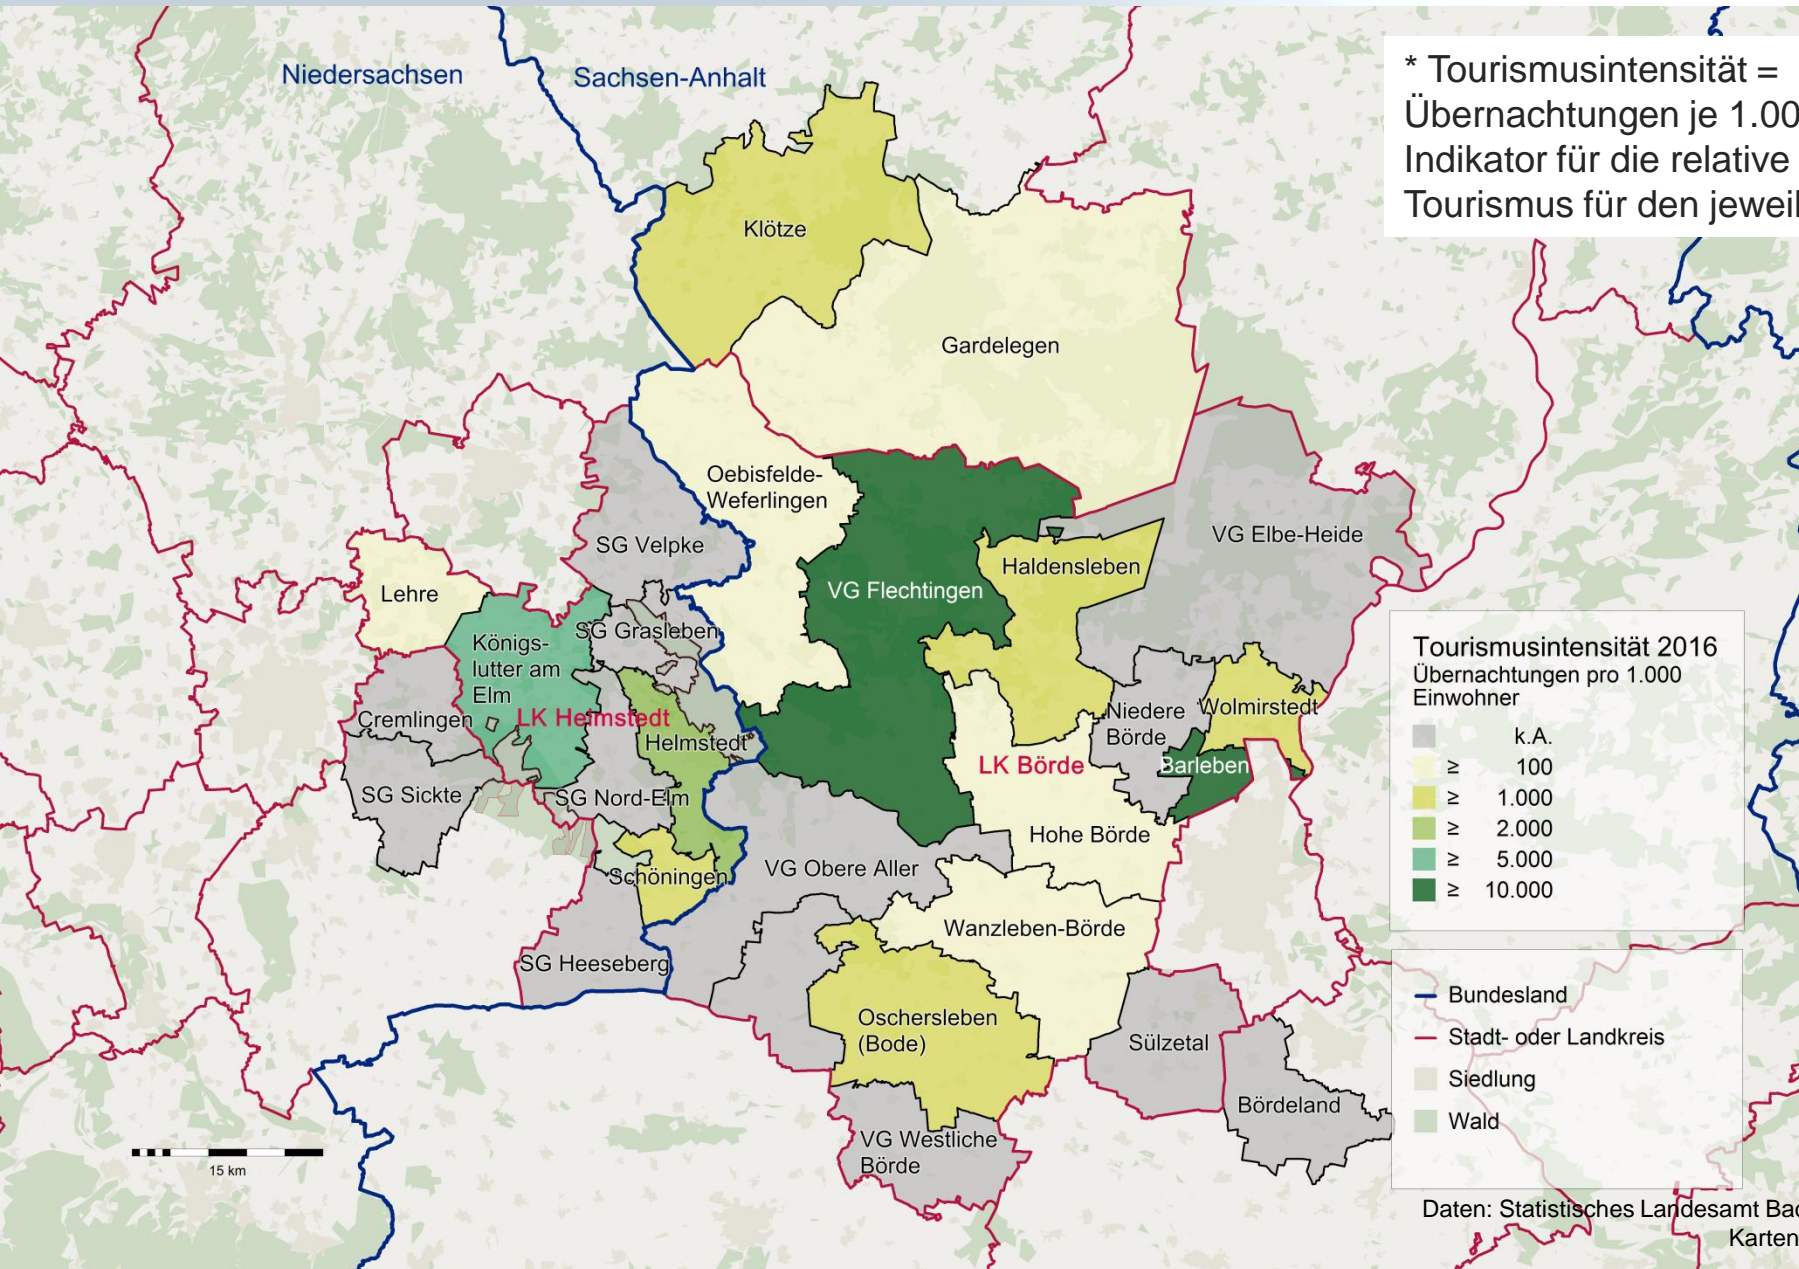 Niedersachsen
Sachsen-Anhalt
* Tourismusintensität =
Übernachtungen je 1.00
Indikator für die relative
Tourismus für den jeweil
Klötze
Gardelegen
Oebisfelde-
Weferlingen
SG Velpke
VG Elbe-Heide
Haldensleben
VG Flechtingen
Lehre
SG Grasleben
Königs-
lutter am
Elm
Cremlingen
LK Helmstedt
Helmstedt
Niedere
Börde
Wolmirstedt
LK Börde
Barleben
SG Sickte
SG Nord-Elm
Hohe Börde
VG Obere Aller
Schöningen
Wanzleben-Börde
SG Heeseberg
Oschersleben
(Bode)
Sülzetal
Bördeland
VG Westliche
Börde
15 km
Tourismusintensität 2016
Übernachtungen pro 1.000
Einwohner
k.A.
≥ 100
≥ 1.000
≥ 2.000
≥ 5.000
≥ 10.000
Bundesland
Stadt- oder Landkreis
Siedlung
Wald
Daten: Statistisches Landesamt Bad
Karten